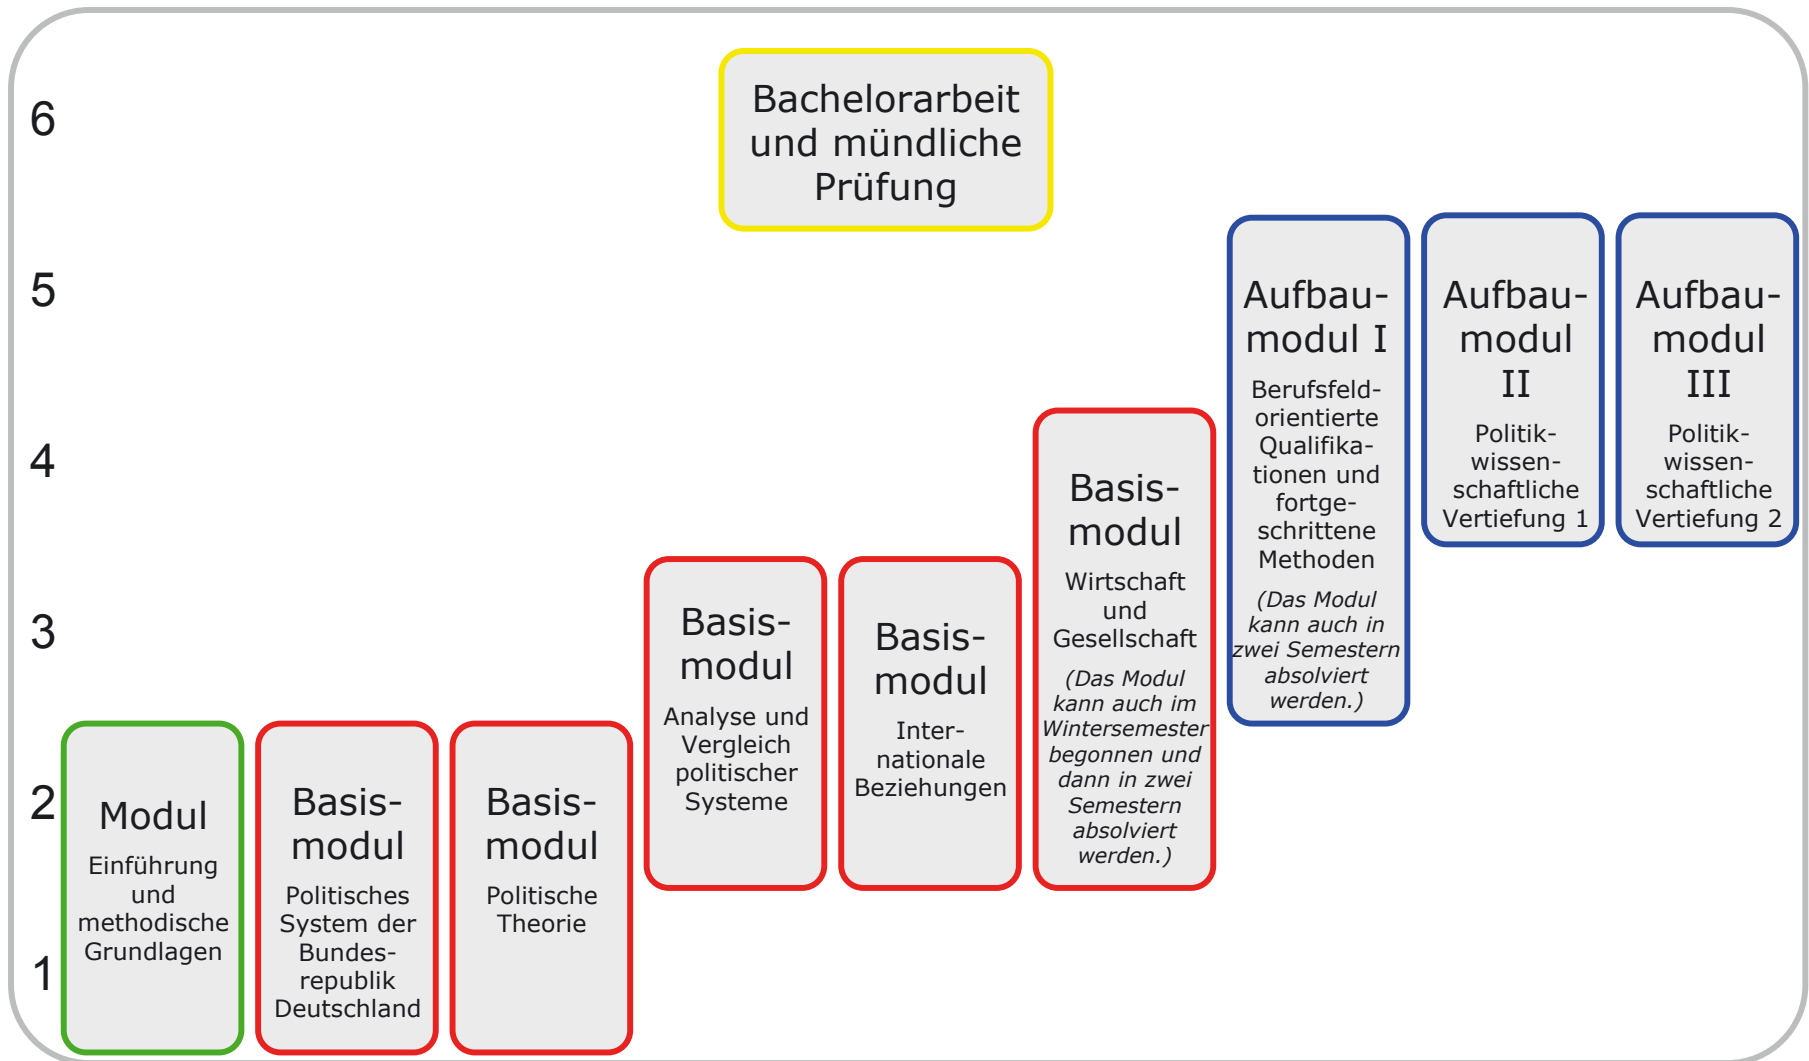 6
Bachelorarbeit
und mündliche
Prüfung
5
4
3
2
1
Modul
Einführung
und
methodische
Grundlagen
Basis-
modul
Politisches
System der
Bundes-
republik
Deutschland
Basis-
modul
Politische
Theorie
Basis-
modul
Analyse und
Vergleich
politischer
Systeme
Basis-
modul
Inter-
nationale
Beziehungen
Basis-
modul
Wirtschaft
und
Gesellschaft
(Das Modul
kann auch im
Wintersemester
begonnen und
dann in zwei
Semestern
absolviert
werden.)
Aufbau-
modul I
Berufsfeld-
orientierte
Qualifika-
tionen und
fortge-
schrittene
Methoden
(Das Modul
kann auch in
zwei Semestern
absolviert
werden.)
Aufbau-
modul
II
Politik-
wissen-
schaftliche
Vertiefung 1
Aufbau-
modul
III
Politik-
wissen-
schaftliche
Vertiefung 2